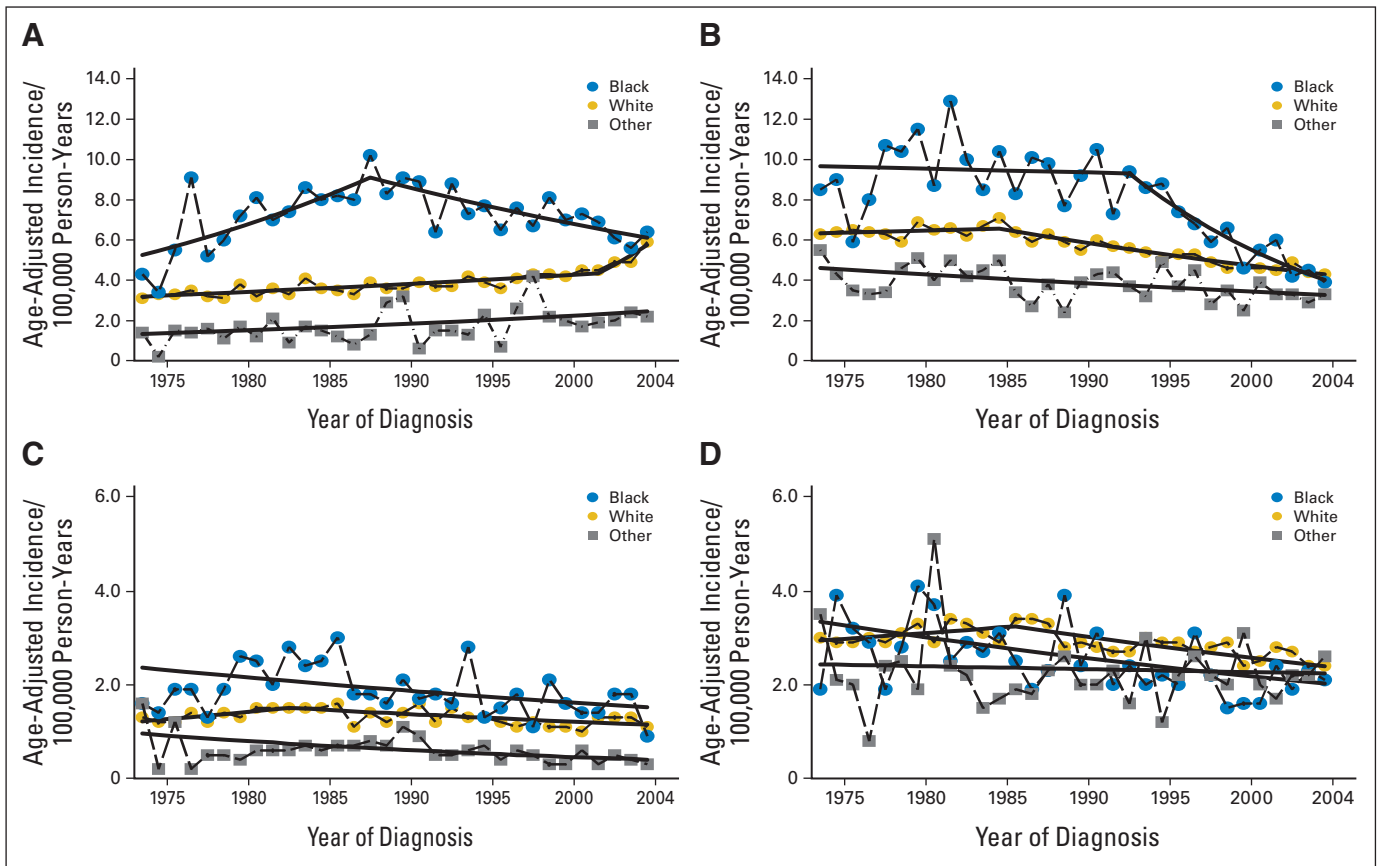 A
Age-Adjusted Incidence/
100,000 Person-Years
14.0
12.0
10.0
8.0
6.0
4.0
2.0
0
Black
White
Other
1975 1980 1985 1990 1995 2000 2004
Year of Diagnosis
B
Age-Adjusted Incidence/
100,000 Person-Years
14.0
12.0
10.0
8.0
6.0
4.0
2.0
0
Black
White
Other
1975 1980 1985 1990 1995 2000 2004
Year of Diagnosis
C
Age-Adjusted Incidence/
100,000 Person-Years
6.0
4.0
2.0
0
Black
White
Other
1975 1980 1985 1990 1995 2000 2004
Year of Diagnosis
D
Age-Adjusted Incidence/
100,000 Person-Years
6.0
4.0
2.0
0
Black
White
Other
1975 1980 1985 1990 1995 2000 2004
Year of Diagnosis